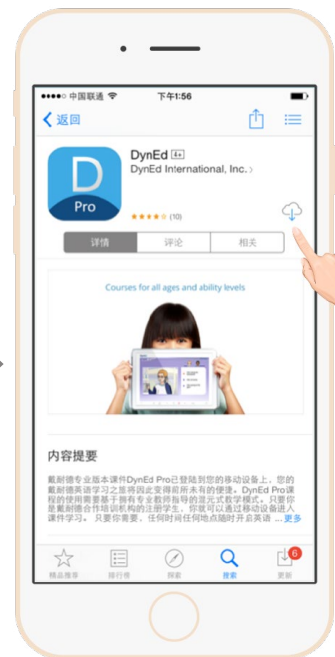 中国联通
下午1:56
返回
DynEd 4+
DynEd International, Inc.
D
Pro
(10)
详情
评论
相关
Courses for all ages and ability levels
内容提要
戴耐德专业版本课件DynEd Pro已登陆到您的移动设备上，您的
戴耐德英语学习之旅将因此变得前所未有的便捷。DynEd Pro课
程的使用需要基于拥有专业教师指导的混元式教学模式。只要你
是戴耐德合作培训机构的注册学生，你就可以通过移动设备进入
课件学习。 只要你需要，任何时间任何地点随时开启英语 ...更多
精品推荐
排行榜
探索
搜索
6
更新